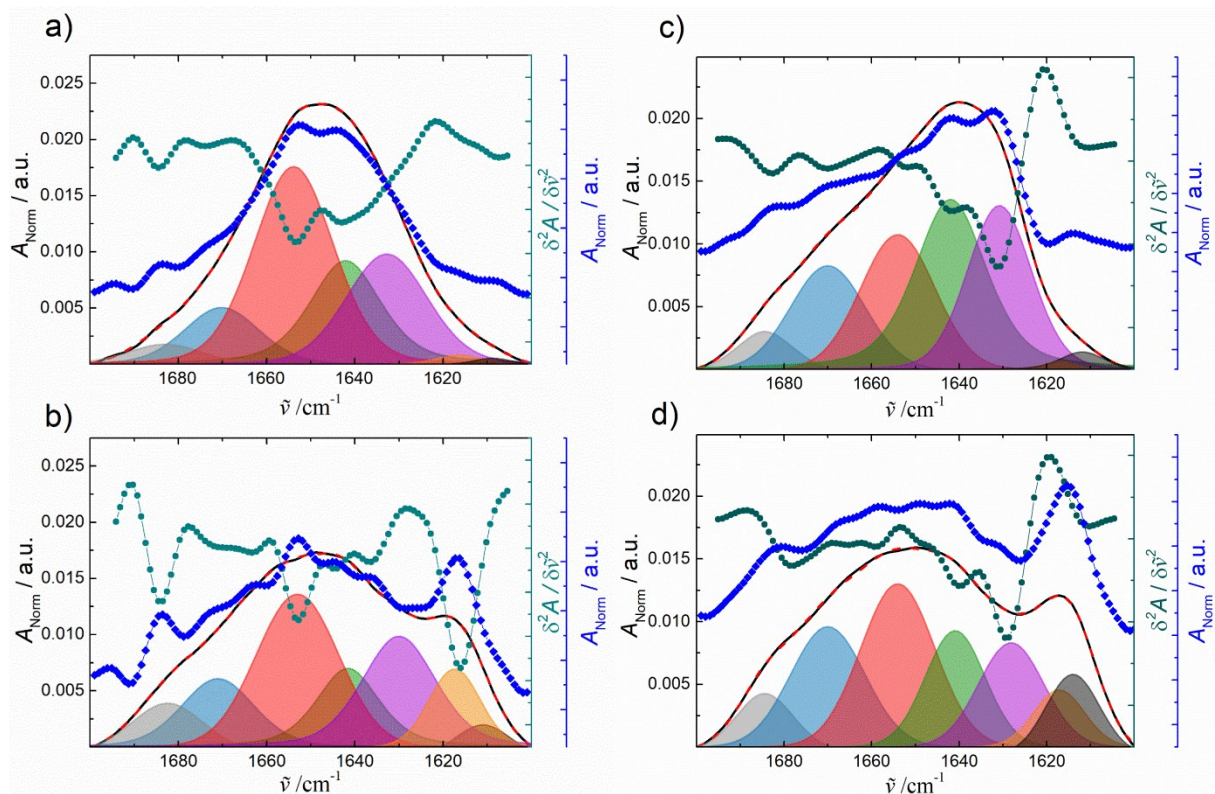 a)
0.025
0.020
0.015
0.010
0.005
A_Norm / a.u.
1680 1660 1640 1620
ṽ /cm⁻¹
δ²A / δṽ²
A_Norm / a.u.
c)
0.025
0.020
0.015
0.010
0.005
A_Norm / a.u.
1680 1660 1640 1620
ṽ /cm⁻¹
δ²A / δṽ²
A_Norm / a.u.
b)
0.025
0.020
0.015
0.010
0.005
A_Norm / a.u.
1680 1660 1640 1620
ṽ /cm⁻¹
δ²A / δṽ²
A_Norm / a.u.
d)
0.020
0.015
0.010
0.005
A_Norm / a.u.
1680 1660 1640 1620
ṽ /cm⁻¹
δ²A / δṽ²
A_Norm / a.u.